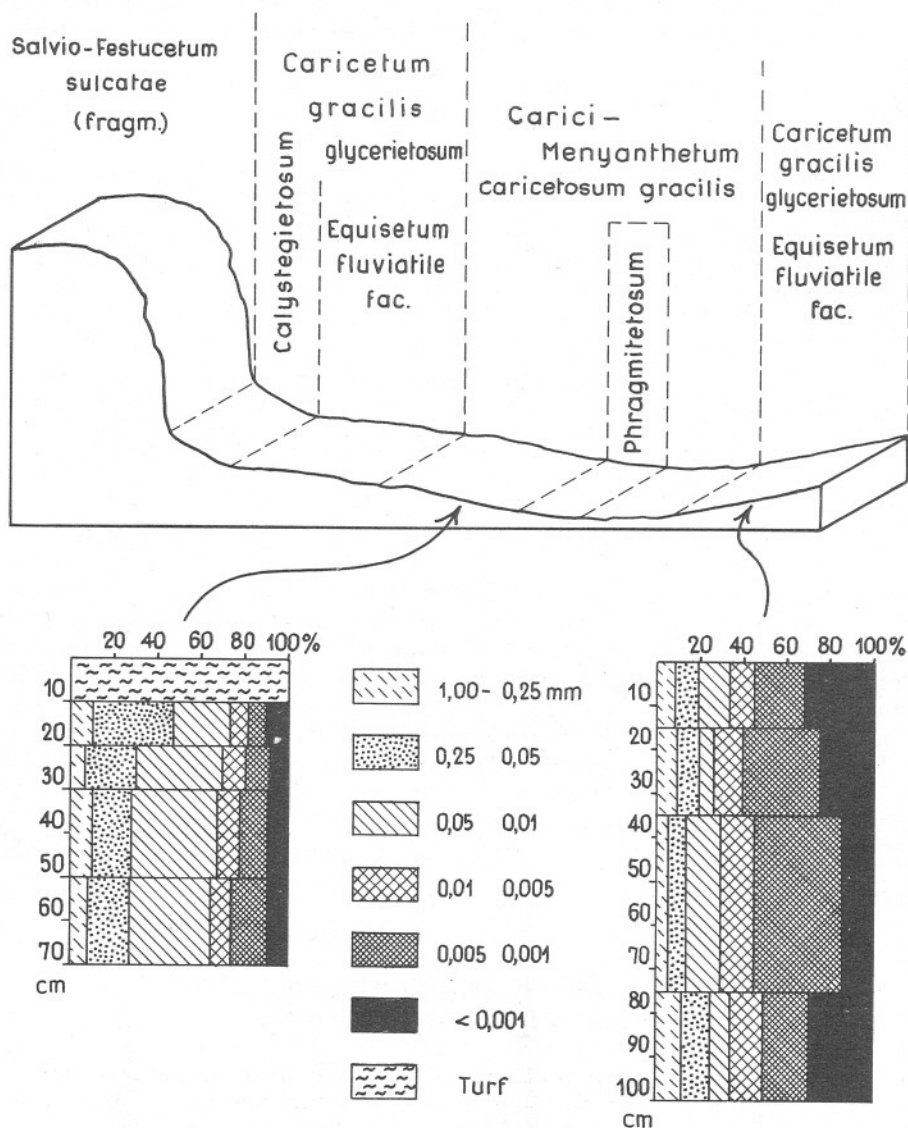 Salvio-Festucetum
sulcatae
(fragm.)
Caricetum
gracilis
glycerietosum
Calystegietosum
Equisetum
fluviatile
fac.
Carici-
Menyanthetum
caricetosum gracilis
Phragmitetosum
Caricetum
gracilis
glycerietosum
Equisetum
fluviatile
fac.
20 40 60 80 100%
10
20
30
40
50
60
70
cm
1,00 - 0,25 mm
0,25 0,05
0,05 0,01
0,01 0,005
0,005 0,001
< 0,001
Turf
20 40 60 80 100%
10
20
30
40
50
60
70
80
90
100
cm